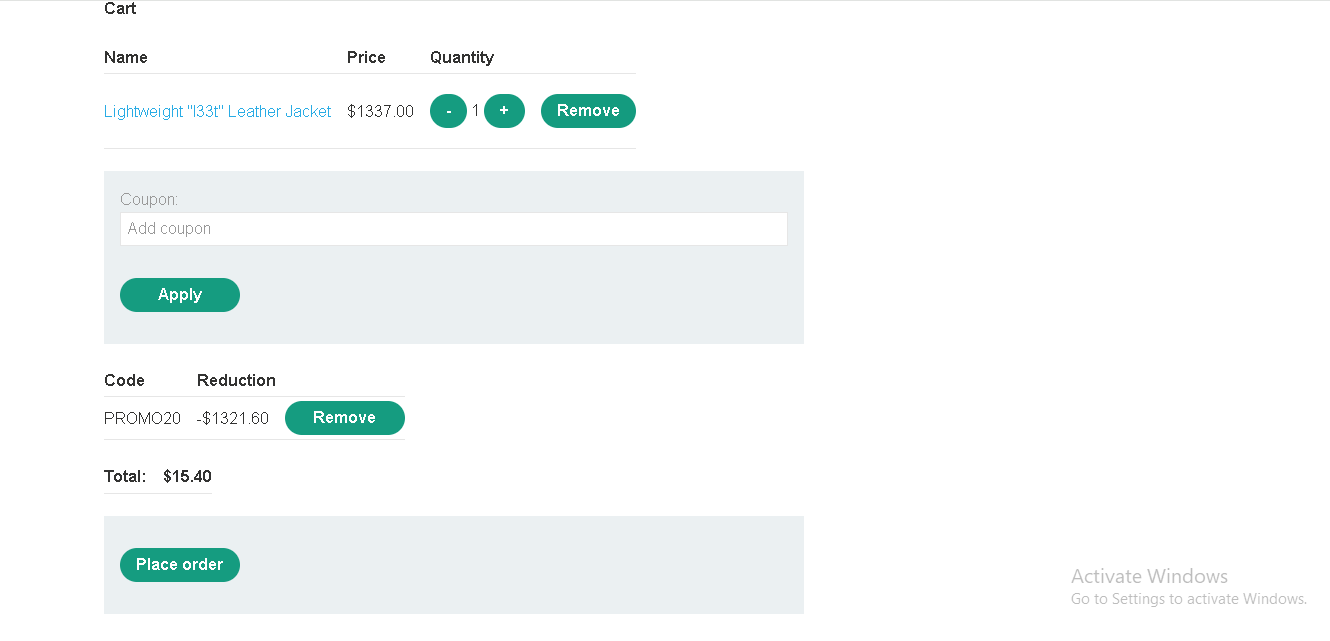 Cart
Name Price Quantity
Lightweight "l33t" Leather Jacket $1337.00 - 1 + Remove
Coupon:
Add coupon
Apply
Code Reduction
PROMO20 -$1321.60 Remove
Total: $15.40
Place order
Activate Windows
Go to Settings to activate Windows.